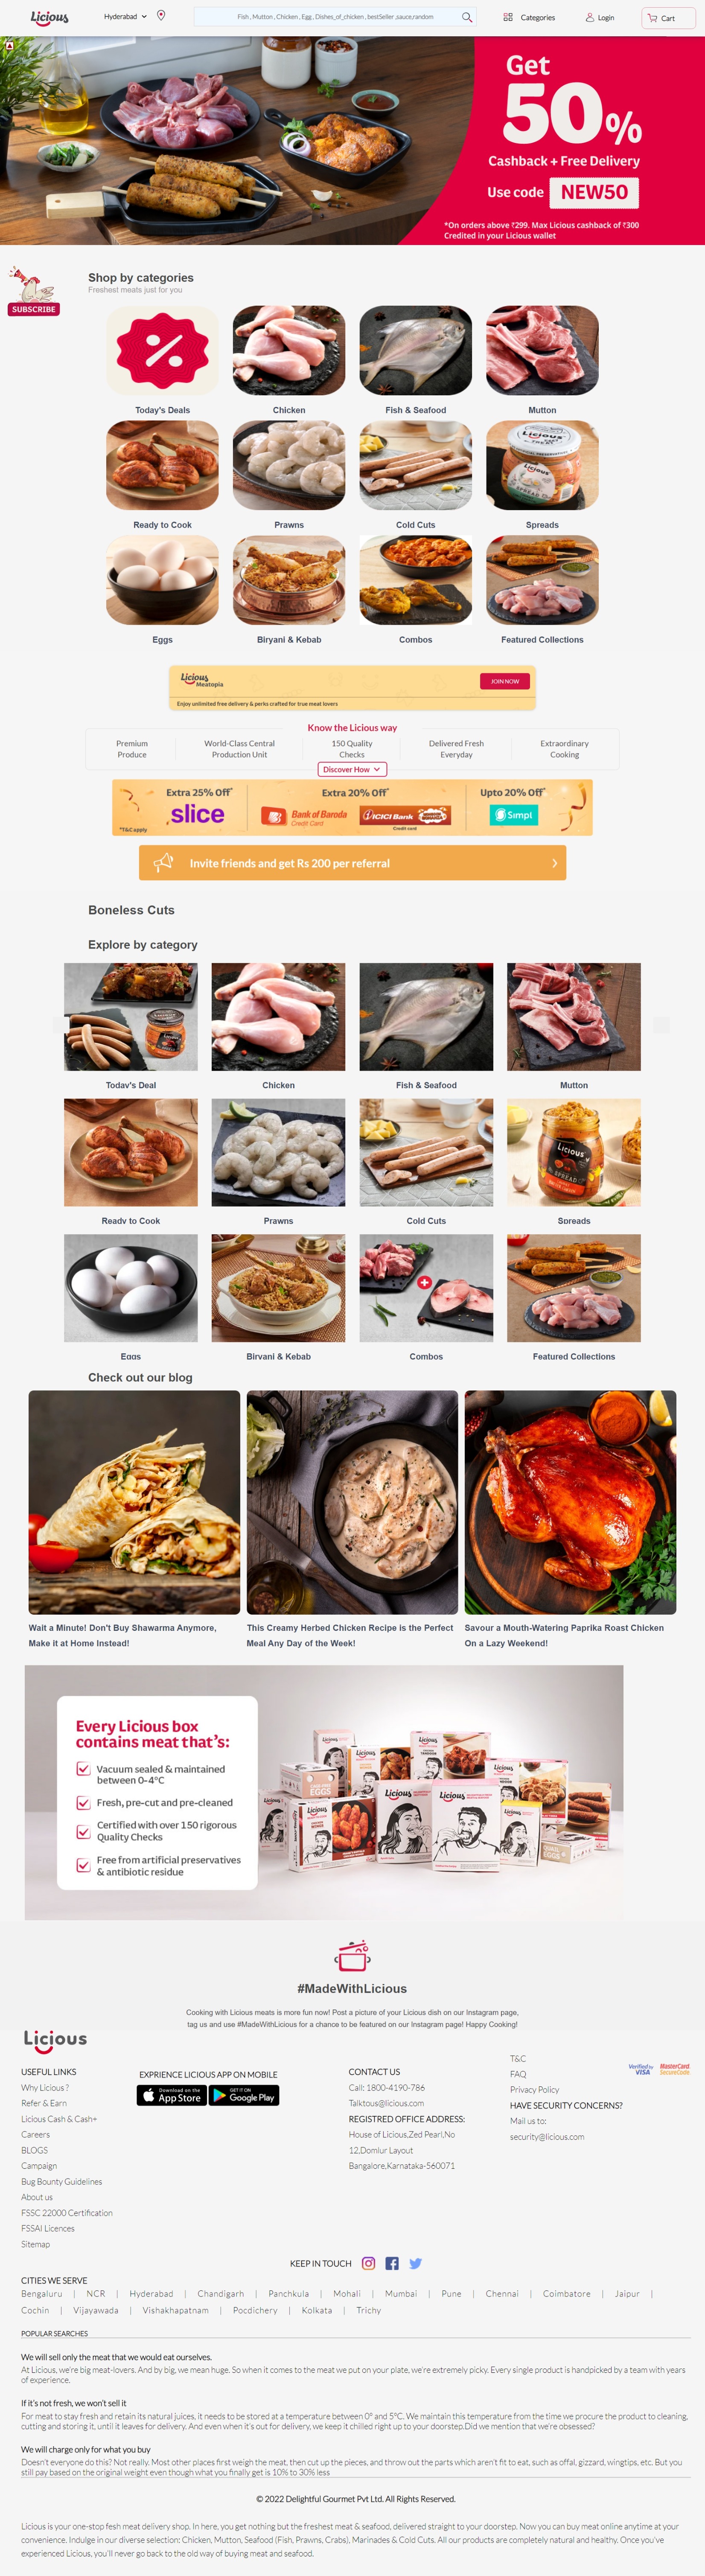 Licious
Hyderabad
Fish , Mutton , Chicken , Egg , Dishes_of_chicken , bestSeller ,sauce,random
Categories
Login
Cart
Get
50%
Cashback + Free Delivery
Use code NEW50
*On orders above ₹299. Max Licious cashback of ₹300
Credited in your Licious wallet
SUBSCRIBE
Shop by categories
Freshest meats just for you
Today's Deals
Chicken
Fish & Seafood
Mutton
Ready to Cook
Prawns
Cold Cuts
Spreads
Eggs
Biryani & Kebab
Combos
Featured Collections
Licious
Meatopia
JOIN NOW
Enjoy unlimited free delivery & perks crafted for true meat lovers
Know the Licious way
Premium
Produce
World-Class Central
Production Unit
150 Quality
Checks
Delivered Fresh
Everyday
Extraordinary
Cooking
Discover How
Extra 25% Off*
slice
*T&C apply
Extra 20% Off*
Bank of Baroda
Credit Card
ICICI Bank
Credit card
Upto 20% Off*
Simpl
Invite friends and get Rs 200 per referral
Boneless Cuts
Explore by category
Today's Deal
Chicken
Fish & Seafood
Mutton
Ready to Cook
Prawns
Cold Cuts
Spreads
Eggs
Biryani & Kebab
Combos
Featured Collections
Check out our blog
Wait a Minute! Don't Buy Shawarma Anymore,
Make it at Home Instead!
This Creamy Herbed Chicken Recipe is the Perfect
Meal Any Day of the Week!
Savour a Mouth-Watering Paprika Roast Chicken
On a Lazy Weekend!
Every Licious box
contains meat that's:
Vacuum sealed & maintained
between 0-4°C
Fresh, pre-cut and pre-cleaned
Certified with over 150 rigorous
Quality Checks
Free from artificial preservatives
& antibiotic residue
#MadeWithLicious
Cooking with Licious meats is more fun now! Post a picture of your Licious dish on our Instagram page,
tag us and use #MadeWithLicious for a chance to be featured on our Instagram page! Happy Cooking!
Licious
USEFUL LINKS
Why Licious ?
Refer & Earn
Licious Cash & Cash+
Careers
BLOGS
Campaign
Bug Bounty Guidelines
About us
FSSC 22000 Certification
FSSAI Licences
Sitemap
EXPRIENCE LICIOUS APP ON MOBILE
Download on the
App Store
GET IT ON
Google Play
CONTACT US
Call: 1800-4190-786
Talktous@licious.com
REGISTRED OFFICE ADDRESS:
House of Licious,Zed Pearl,No
12,Domlur Layout
Bangalore,Karnataka-560071
T&C
FAQ
Privacy Policy
HAVE SECURITY CONCERNS?
Mail us to:
security@licious.com
Verified by
VISA
MasterCard
SecureCode
KEEP IN TOUCH
CITIES WE SERVE
Bengaluru | NCR | Hyderabad | Chandigarh | Panchkula | Mohali | Mumbai | Pune | Chennai | Coimbatore | Jaipur |
Cochin | Vijayawada | Vishakhapatnam | Pocdichery | Kolkata | Trichy
POPULAR SEARCHES
We will sell only the meat that we would eat ourselves.
At Licious, we're big meat-lovers. And by big, we mean huge. So when it comes to the meat we put on your plate, we're extremely picky. Every single product is handpicked by a team with years
of experience.
If it's not fresh, we won't sell it
For meat to stay fresh and retain its natural juices, it needs to be stored at a temperature between 0° and 5°C. We maintain this temperature from the time we procure the product to cleaning,
cutting and storing it, until it leaves for delivery. And even when it's out for delivery, we keep it chilled right up to your doorstep.Did we mention that we're obsessed?
We will charge only for what you buy
Doesn't everyone do this? Not really. Most other places first weigh the meat, then cut up the pieces, and throw out the parts which aren't fit to eat, such as offal, gizzard, wingtips, etc. But you
still pay based on the original weight even though what you finally get is 10% to 30% less
© 2022 Delightful Gourmet Pvt Ltd. All Rights Reserved.
Licious is your one-stop fesh meat delivery shop. In here, you get nothing but the freshest meat & seafood, delivered straight to your doorstep. Now you can buy meat online anytime at your
convenience. Indulge in our diverse selection: Chicken, Mutton, Seafood (Fish, Prawns, Crabs), Marinades & Cold Cuts. All our products are completely natural and healthy. Once you've
experienced Licious, you'll never go back to the old way of buying meat and seafood.